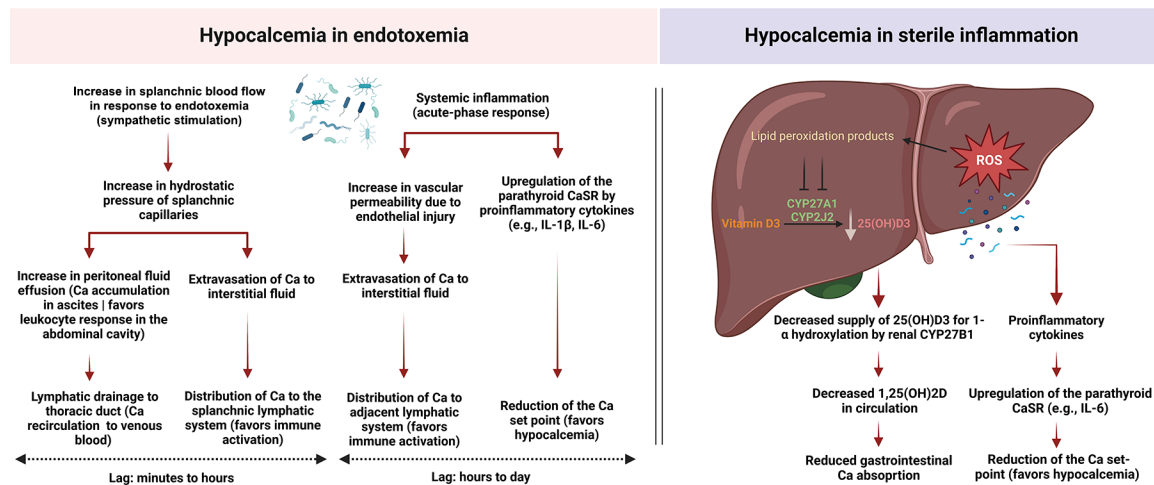 Hypocalcemia in endotoxemia
Hypocalcemia in sterile inflammation
Increase in splanchnic blood flow
in response to endotoxemia
(sympathetic stimulation)
Increase in hydrostatic
pressure of splanchnic
capillaries
Increase in peritoneal fluid
effusion (Ca accumulation
in ascites | favors
leukocyte response in the
abdominal cavity)
Extravasation of Ca to
interstitial fluid
Lymphatic drainage to
thoracic duct (Ca
recirculation to venous
blood)
Distribution of Ca to the
splanchnic lymphatic
system (favors immune
activation)
Lag: minutes to hours
Systemic inflammation
(acute-phase response)
Increase in vascular
permeability due to
endothelial injury
Upregulation of the
parathyroid CaSR by
proinflammatory cytokines
(e.g., IL-1β, IL-6)
Extravasation of Ca to
interstitial fluid
Distribution of Ca to
adjacent lymphatic
system (favors
immune activation)
Reduction of the Ca
set point (favors
hypocalcemia)
Lag: hours to day
Lipid peroxidation products
ROS
CYP27A1
CYP2J2
Vitamin D3
25(OH)D3
Decreased supply of 25(OH)D3 for 1-
α hydroxylation by renal CYP27B1
Decreased 1,25(OH)2D
in circulation
Reduced gastrointestinal
Ca absoprtion
Proinflammatory
cytokines
Upregulation of the parathyroid
CaSR (e.g., IL-6)
Reduction of the Ca set-
point (favors hypocalcemia)